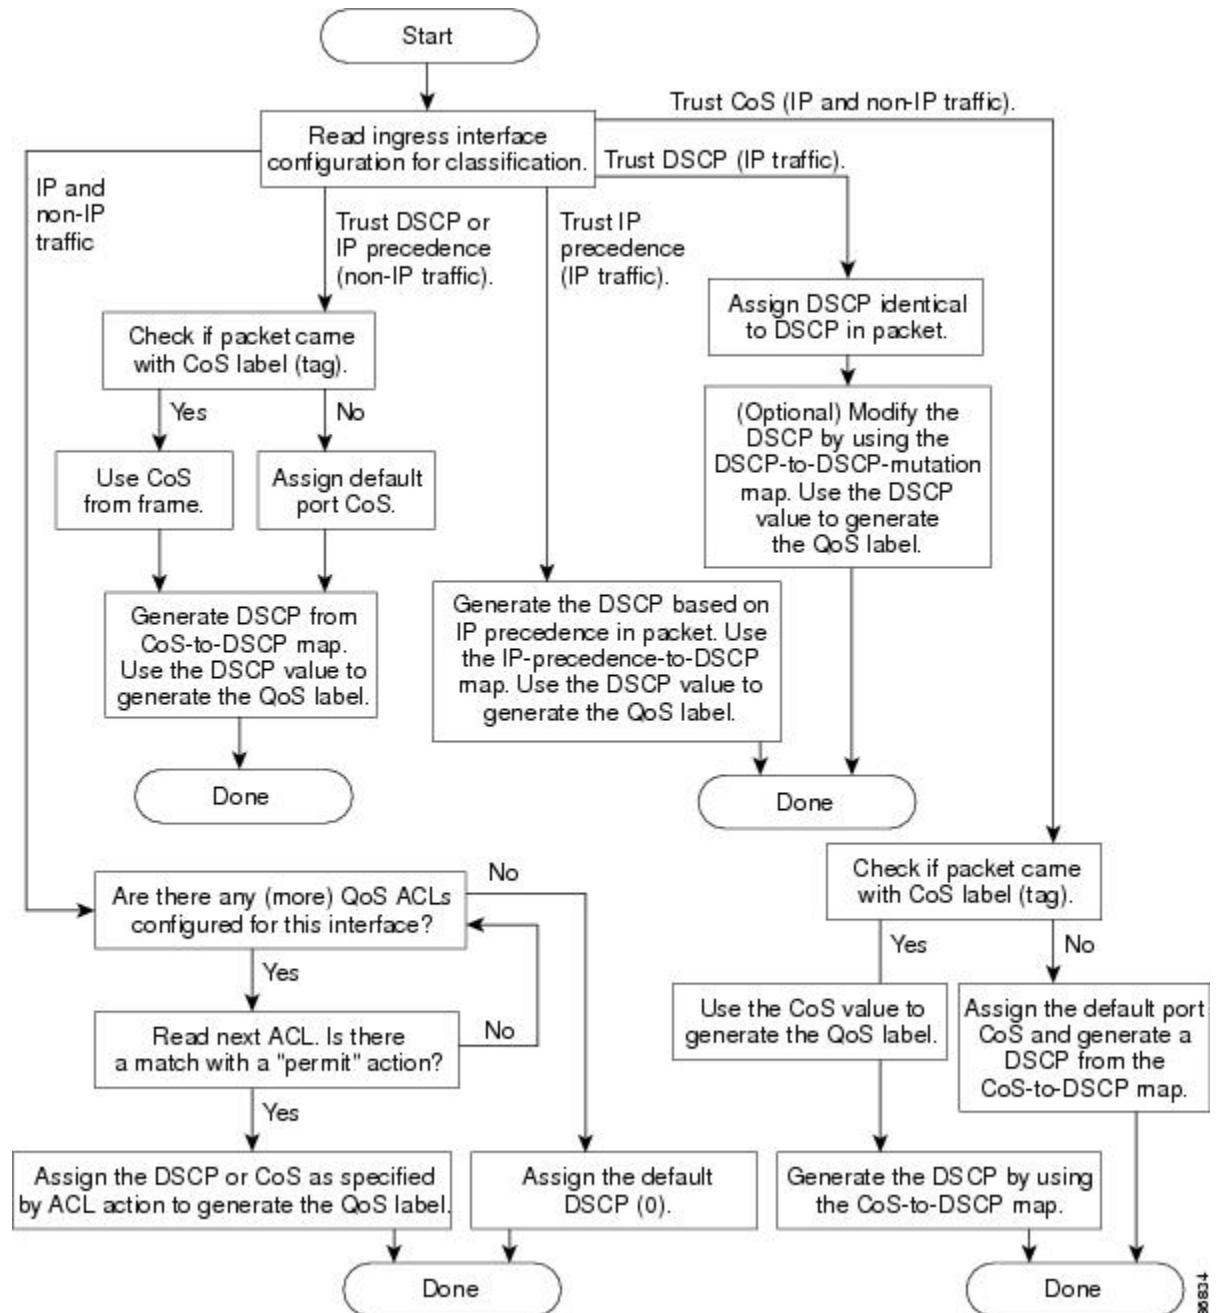 Start
Trust CoS (IP and non-IP traffic).
Read ingress interface
configuration for classification.
Trust DSCP (IP traffic).
IP and
non-IP
traffic
Trust DSCP or
IP precedence
(non-IP traffic).
Trust IP
precedence
(IP traffic).
Assign DSCP identical
to DSCP in packet.
Check if packet came
with CoS label (tag).
Yes
No
(Optional) Modify the
DSCP by using the
DSCP-to-DSCP-mutation
map. Use the DSCP
value to generate
the QoS label.
Use CoS
from frame.
Assign default
port CoS.
Generate DSCP from
CoS-to-DSCP map.
Use the DSCP value to
generate the QoS label.
Generate the DSCP based on
IP precedence in packet. Use
the IP-precedence-to-DSCP
map. Use the DSCP value to
generate the QoS label.
Done
Done
Are there any (more) QoS ACLs
configured for this interface?
No
Check if packet came
with CoS label (tag).
Yes
Yes
No
Read next ACL. Is there
a match with a "permit" action?
No
Use the CoS value to
generate the QoS label.
Assign the default port
CoS and generate a
DSCP from the
CoS-to-DSCP map.
Yes
Assign the DSCP or CoS as specified
by ACL action to generate the QoS label.
Assign the default
DSCP (0).
Generate the DSCP by using
the CoS-to-DSCP map.
Done
Done
86834